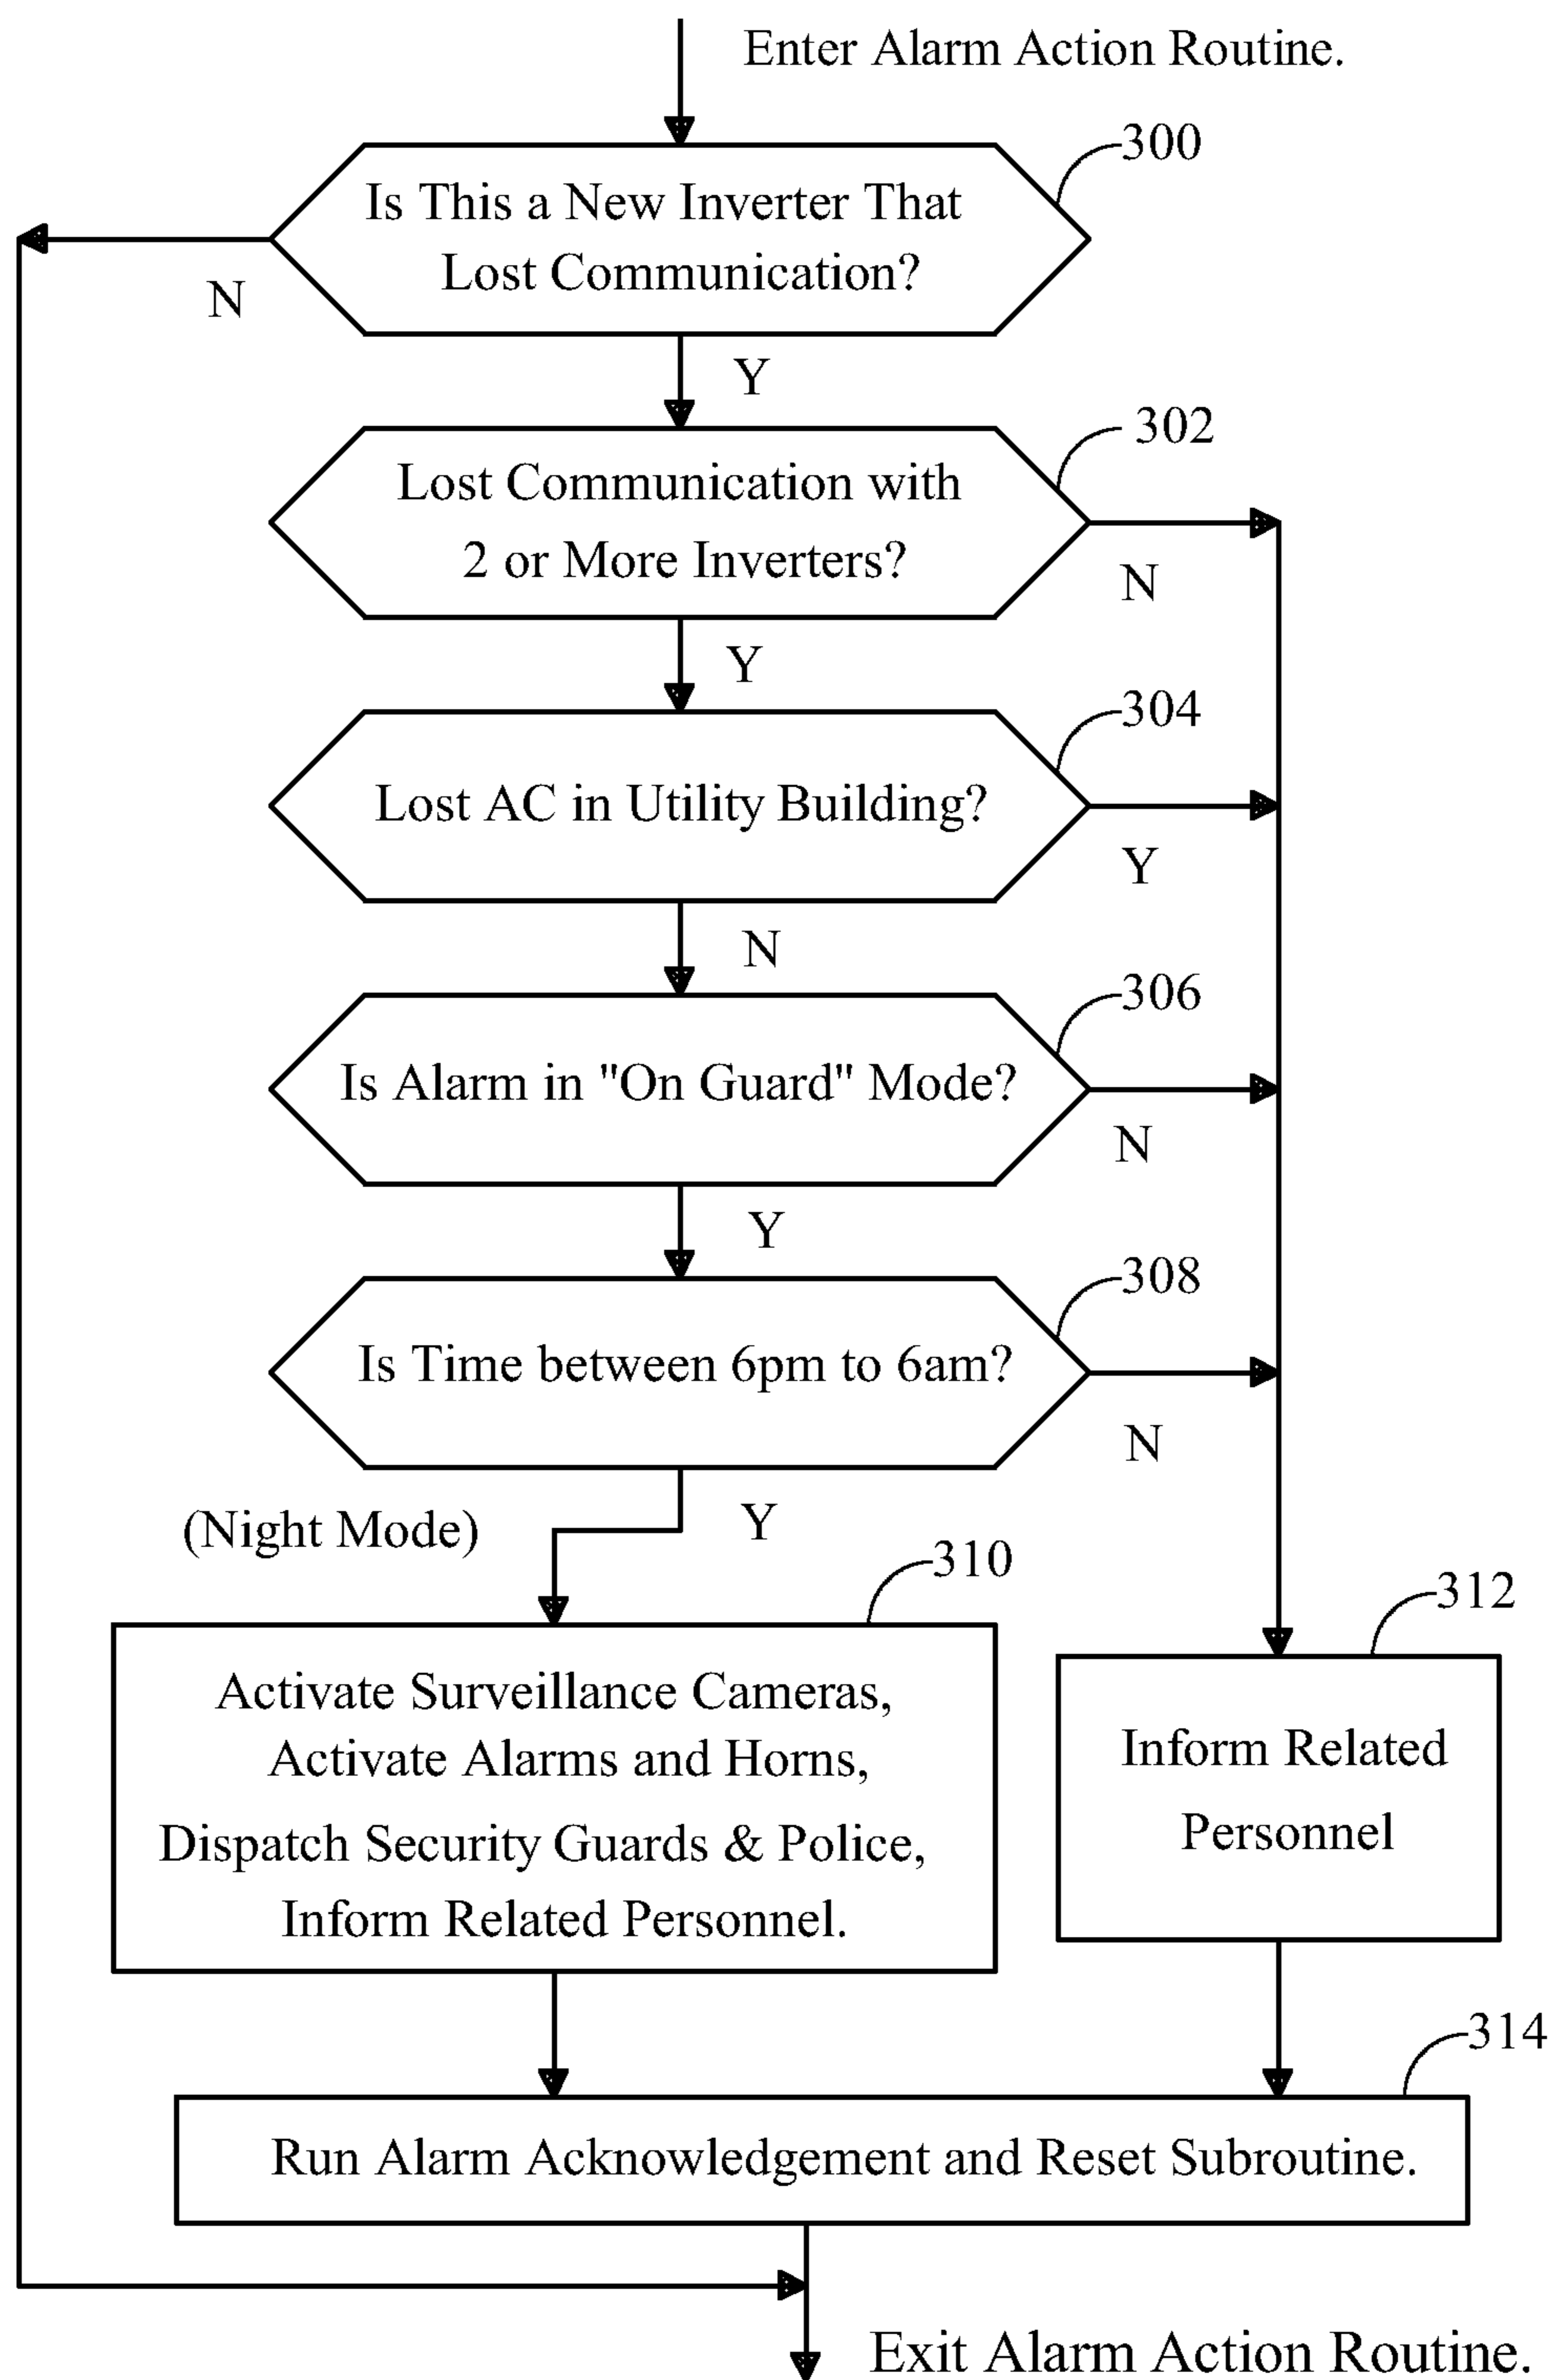 Enter Alarm Action Routine.
300
Is This a New Inverter That
Lost Communication?
N
Y
302
Lost Communication with
2 or More Inverters?
N
Y
304
Lost AC in Utility Building?
Y
N
306
Is Alarm in "On Guard" Mode?
N
Y
308
Is Time between 6pm to 6am?
N
(Night Mode)
Y
310
312
Activate Surveillance Cameras,
Activate Alarms and Horns,
Dispatch Security Guards & Police,
Inform Related Personnel.
Inform Related
Personnel
314
Run Alarm Acknowledgement and Reset Subroutine.
Exit Alarm Action Routine.